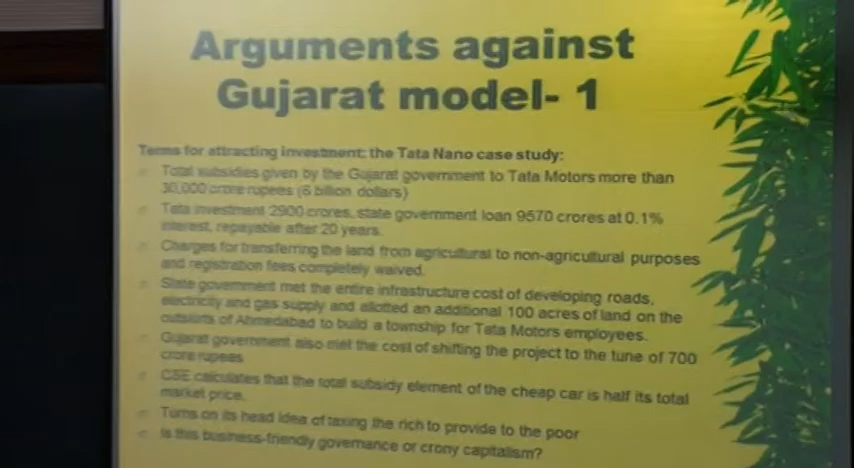 Arguments against
Gujarat model- 1
Terms for attracting investment; the Tata Nano case study:
Total subsidies given by the Gujarat government to Tata Motors more than
30,000 crore rupees (6 billion dollars)
Tata investment 2900 crores, state government loan 9570 crores at 0.1%
interest, repayable after 20 years.
Charges for transferring the land from agricultural to non-agricultural purposes
and registration fees completely waived.
State government met the entire infrastructure cost of developing roads,
electricity and gas supply and allotted an additional 100 acres of land on the
outskirts of Ahmedabad to build a township for Tata Motors employees.
Gujarat government also met the cost of shifting the project to the tune of 700
crore rupees
CSE calculates that the total subsidy element of the cheap car is half its total
market price.
Turns on its head idea of taxing the rich to provide to the poor
Is this business-friendly governance or crony capitalism?